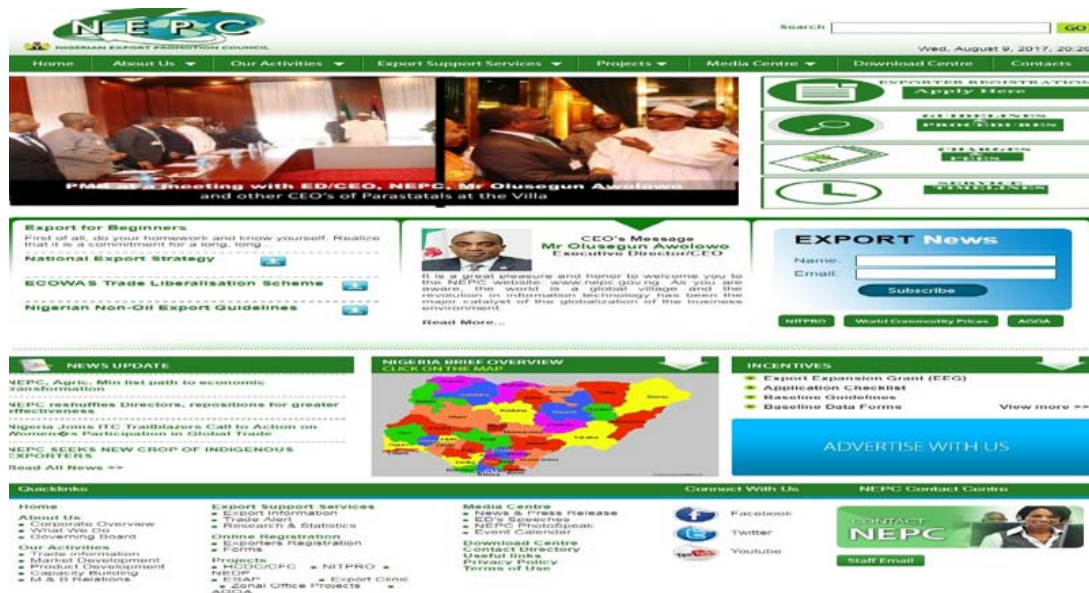 NEPC
NIGERIAN EXPORT PROMOTION COUNCIL
Search
GO
Wed, August 9, 2017, 20:26
Home About Us Our Activities Export Support Services Projects Media Centre Download Centre Contacts
PMB at a meeting with ED/CEO, NEPC, Mr Olusegun Awolowo
and other CEO's of Parastatals at the Villa
EXPORTER REGISTRATION
Apply Here
GUIDELINES
&
PROCEDURES
CHARGES
&
FEES
SERVICE
TIMELINES
Export for Beginners
First of all, do your homework and know yourself. Realize
that it is a commitment for a long, long...
National Export Strategy
ECOWAS Trade Liberalisation Scheme
Nigerian Non-Oil Export Guidelines
CEO's Message
Mr Olusegun Awolowo
Executive Director/CEO
It is a great pleasure and honor to welcome you to
the NEPC website: www.nepc.gov.ng. As you are
aware, the world is a global village and the
revolution in information technology has been the
major catalyst of the globalization of the business
environment.
Read More...
EXPORT News
Name:
Email:
Subscribe
NITPRO World Commodity Prices AGOA
NEWS UPDATE
NEPC, Agric. Min list path to economic
transformation
NEPC reshuffles Directors, repositions for greater
effectiveness
Nigeria Joins ITC Trailblazers Call to Action on
Women�s Participation in Global Trade
NEPC SEEKS NEW CROP OF INDIGENOUS
EXPORTERS
Read All News >>
NIGERIA BRIEF OVERVIEW
CLICK ON THE MAP
INCENTIVES
Export Expansion Grant (EEG)
Application Checklist
Baseline Guidelines
Baseline Data Forms
View more >>
ADVERTISE WITH US
Quicklinks
Home
About Us
Corporate Overview
What We Do
Governing Board
Our Activities
Trade Information
Market Development
Product Development
Capacity Building
M & B Relations
Export Support Services
Export Information
Trade Alert
Research & Statistics
Online Registration
Exporters Registration
Forms
Projects
HCDC/CFC NITPRO
NEDP
ESAP Export Clinic
Zonal Office Projects
AGOA
Media Centre
News & Press Release
ED's Speeches
NEPC PhotoSpeak
Event Calendar
Download Centre
Contact Directory
Useful links
Privacy Policy
Terms of Use
Connect With Us
Facebook
Twitter
Youtube
NEPC Contact Centre
CONTACT
NEPC
Staff Email